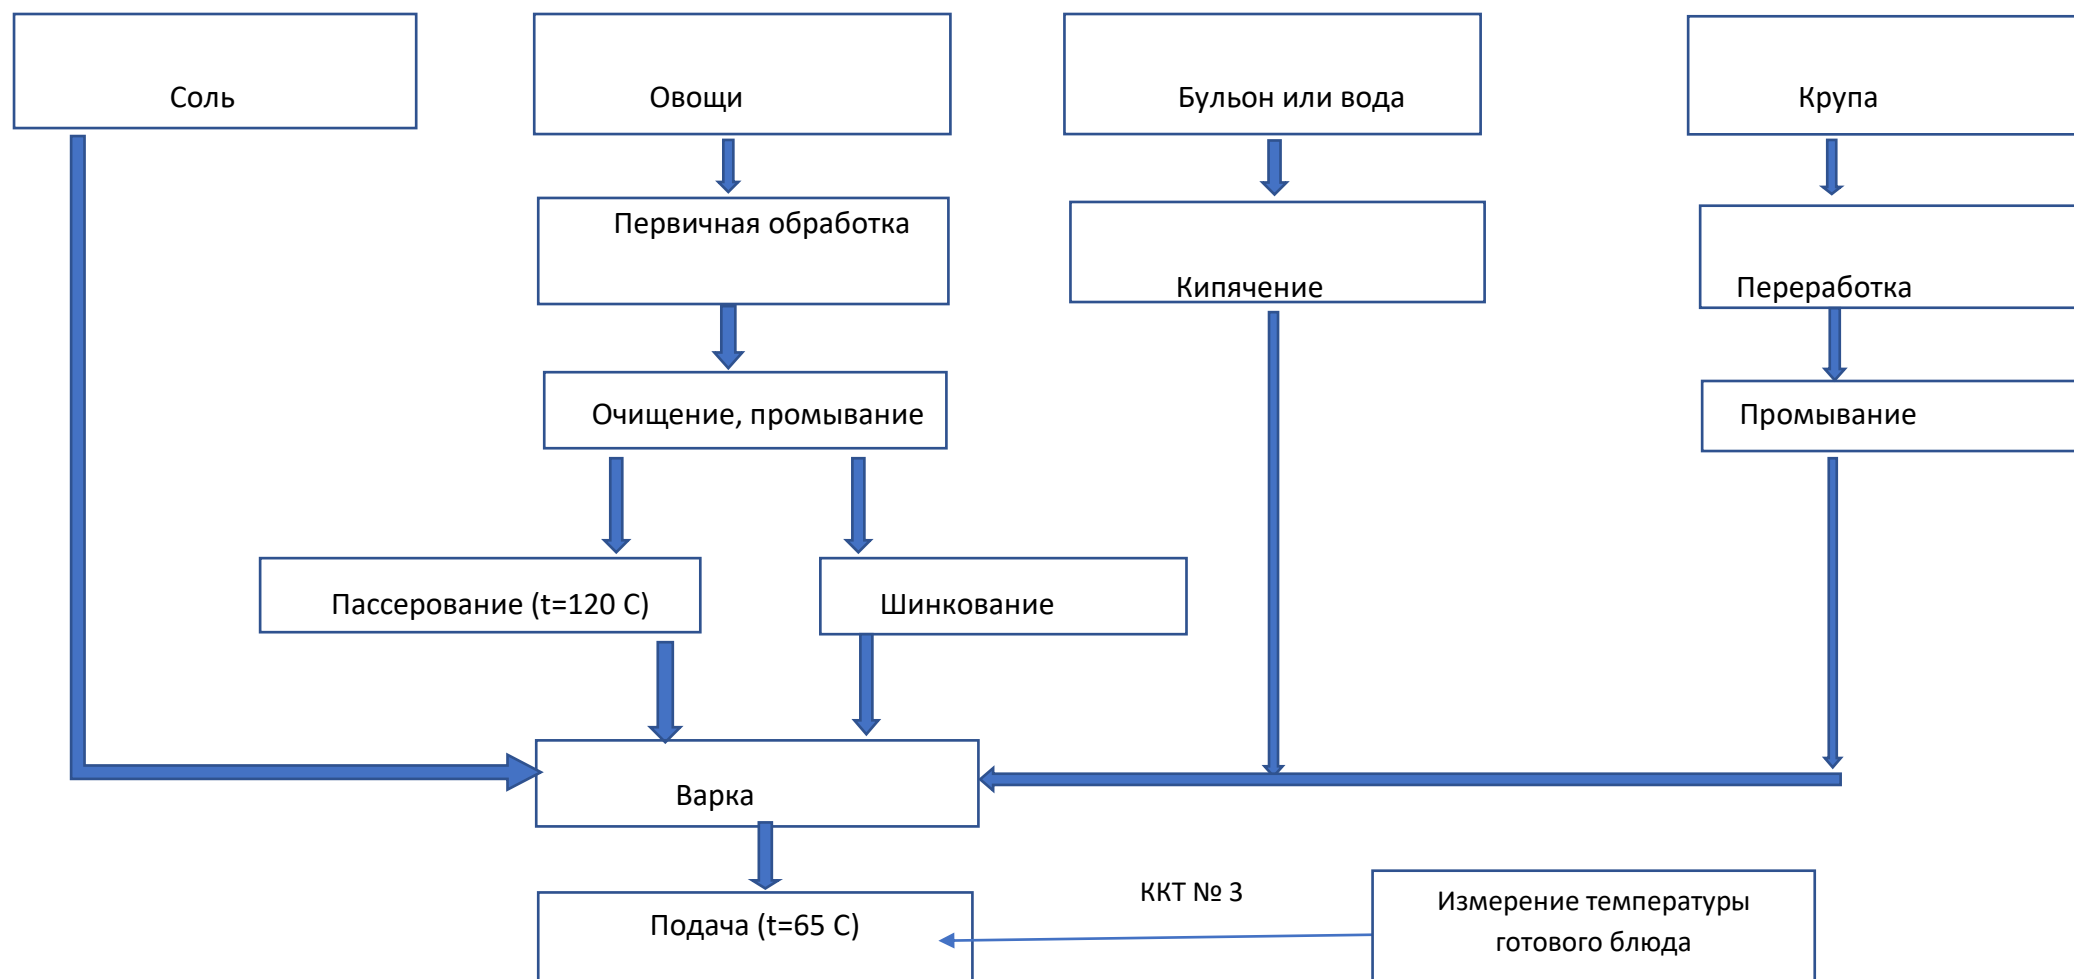 Соль
Овощи
Бульон или вода
Крупа
Первичная обработка
Кипячение
Переработка
Очищение, промывание
Промывание
Пассерование (t=120 С)
Шинкование
Варка
ККТ № 3
Подача (t=65 С)
Измерение температуры
готового блюда